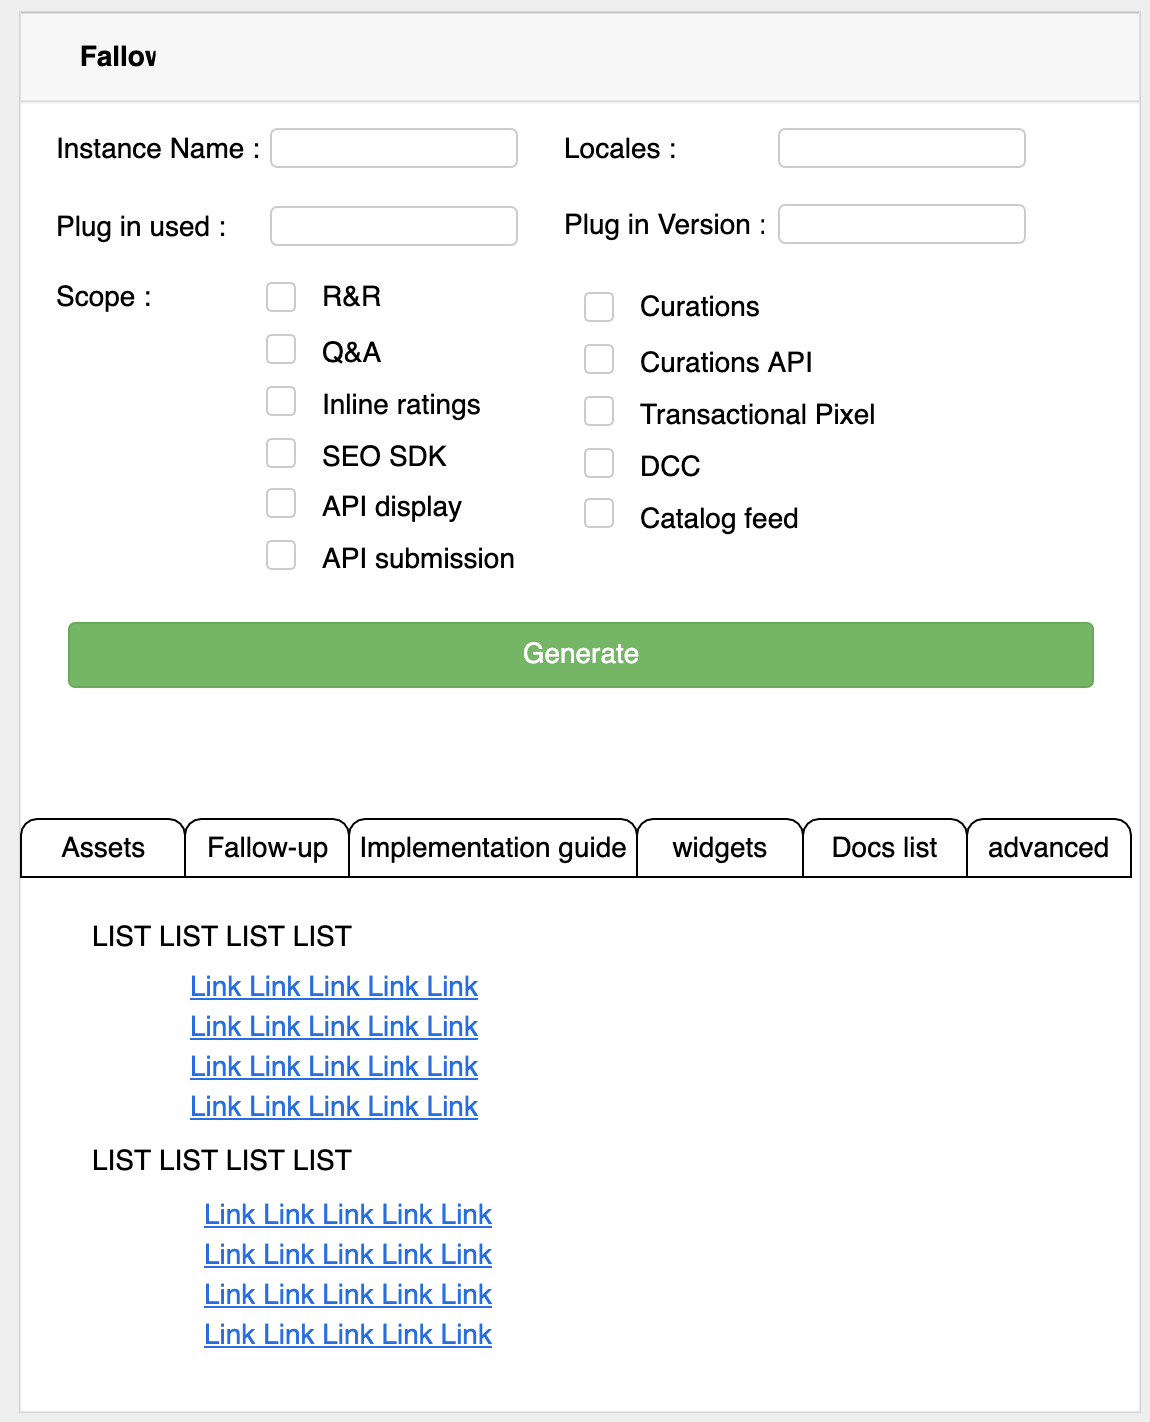 Fallov
Instance Name :
Locales :
Plug in used :
Plug in Version :
Scope :
R&R
Q&A
Inline ratings
SEO SDK
API display
API submission
Curations
Curations API
Transactional Pixel
DCC
Catalog feed
Generate
Assets
Fallow-up
Implementation guide
widgets
Docs list
advanced
LIST LIST LIST LIST
Link Link Link Link Link
Link Link Link Link Link
Link Link Link Link Link
Link Link Link Link Link
LIST LIST LIST LIST
Link Link Link Link Link
Link Link Link Link Link
Link Link Link Link Link
Link Link Link Link Link